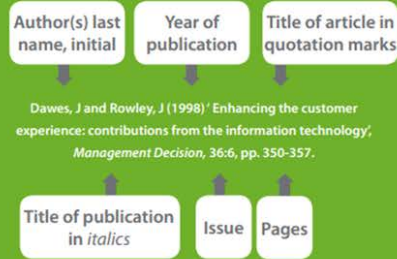 Author(s) last
name, initial
Year of
publication
Title of article in
quotation marks
Dawes, J and Rowley, J (1998) ‘ Enhancing the customer
experience: contributions from the information technology’,
Management Decision, 36:6, pp. 350-357.
Title of publication
in italics
Issue
Pages